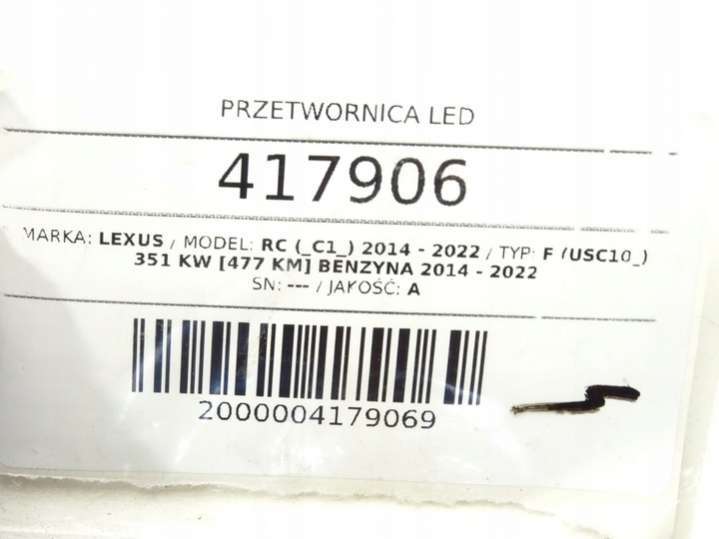 PRZETWORNICA LED
417906
MARKA: LEXUS / MODEL: RC (_C1_) 2014 - 2022 / TYP: F (USC10_)
351 KW [477 KM] BENZYNA 2014 - 2022
SN: --- / JAKOŚĆ: A
2000004179069